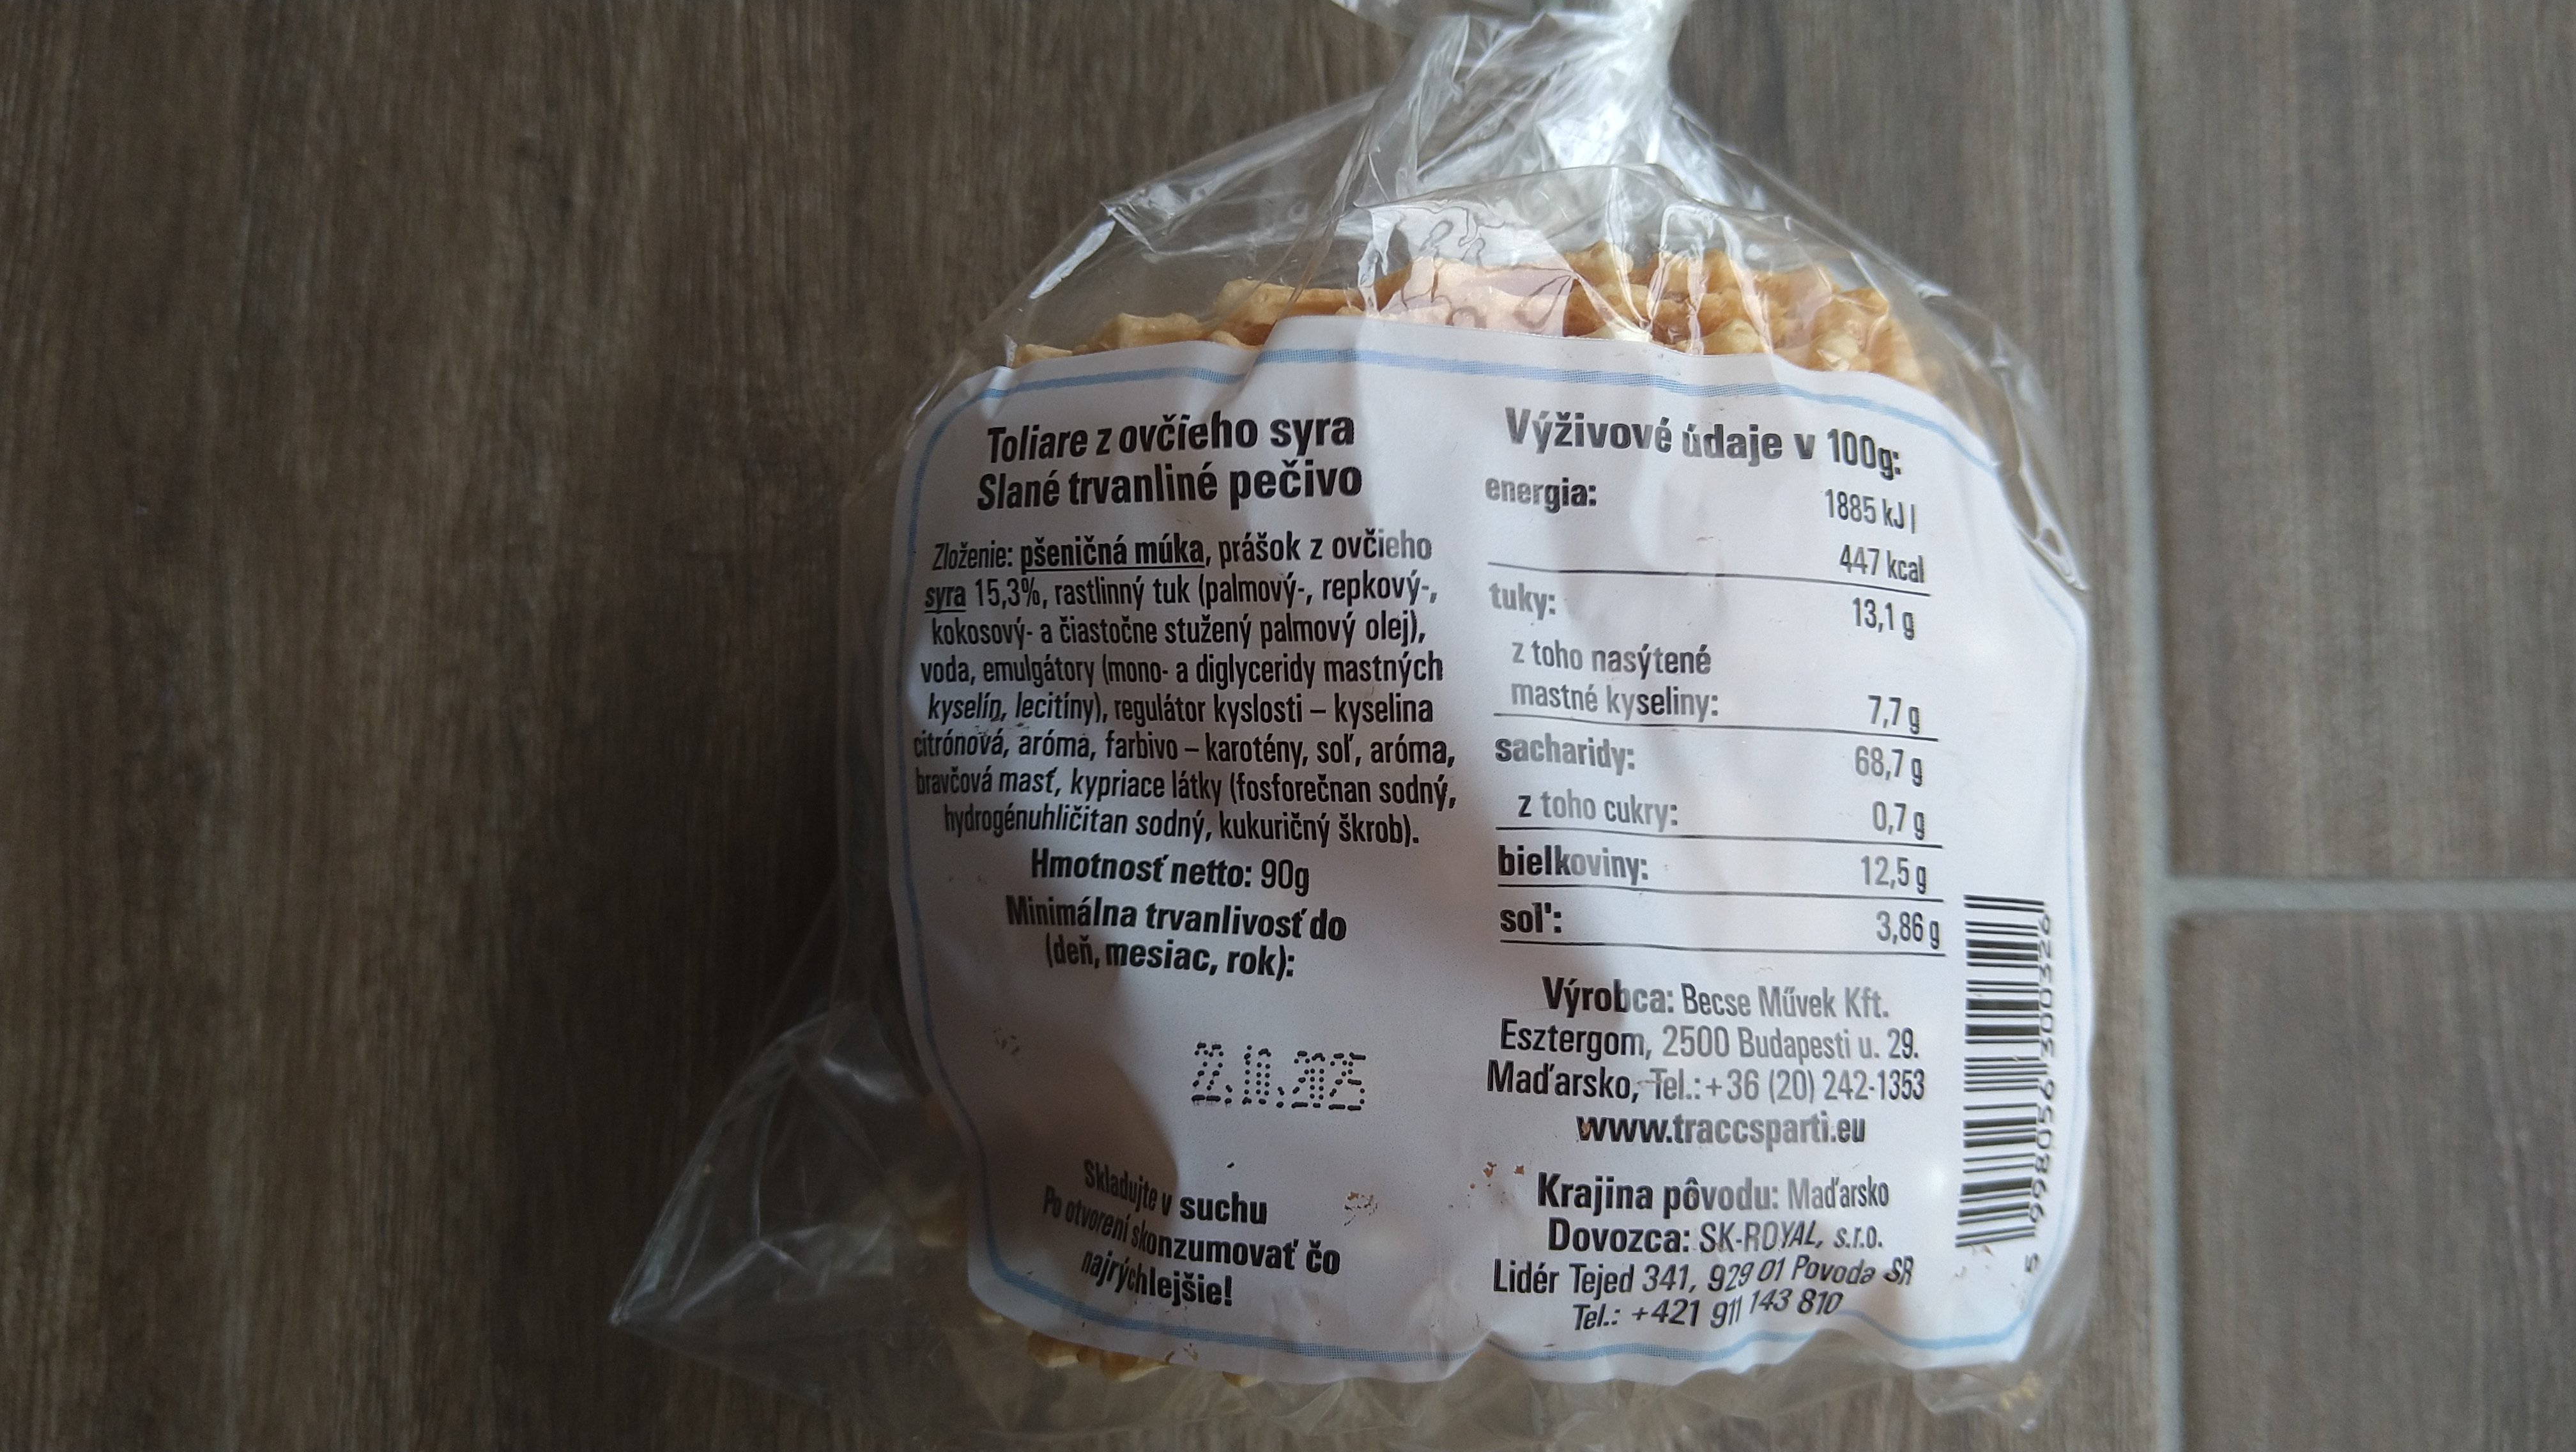 Toliare z ovčieho syra
Slané trvanliné pečivo
Zloženie: pšeničná múka, prášok z ovčieho
syra 15,3%, rastlinný tuk (palmový-, repkový-,
kokosový- a čiastočne stužený palmový olej),
voda, emulgátory (mono- a diglyceridy mastných
kyselín, lecitíny), regulátor kyslosti – kyselina
citrónová, aróma, farbivo – karotény, soľ, aróma,
bravčová masť, kypriace látky (fosforečnan sodný,
hydrogénuhličitan sodný, kukuričný škrob).
Hmotnosť netto: 90g
Minimálna trvanlivosť do
(deň, mesiac, rok):
22.10.2025
Skladujte v suchu
Po otvorení skonzumovať čo
najrýchlejšie!
Výživové údaje v 100g:
energia: 1885 kJ |
447 kcal
tuky: 13,1 g
z toho nasýtené
mastné kyseliny: 7,7 g
sacharidy: 68,7 g
z toho cukry: 0,7 g
bielkoviny: 12,5 g
soľ: 3,86 g
Výrobca: Becse Művek Kft.
Esztergom, 2500 Budapesti u. 29.
Maďarsko, Tel.: +36 (20) 242-1353
www.traccsparti.eu
Krajina pôvodu: Maďarsko
Dovozca: SK-ROYAL, s.r.o.
Lidér Tejed 341, 929 01 Povoda SR
Tel.: +421 911 143 810
5 998056 300326